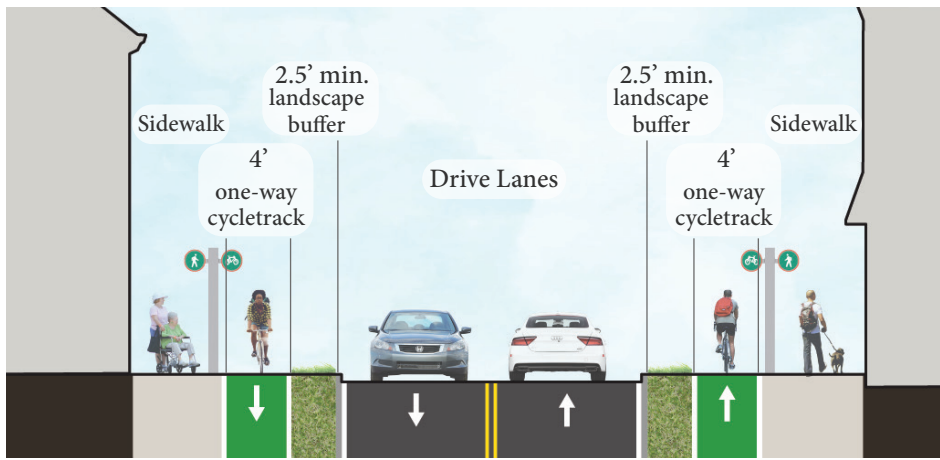 2.5’ min.
landscape
buffer
2.5’ min.
landscape
buffer
Sidewalk
Sidewalk
4’
one-way
cycletrack
4’
one-way
cycletrack
Drive Lanes